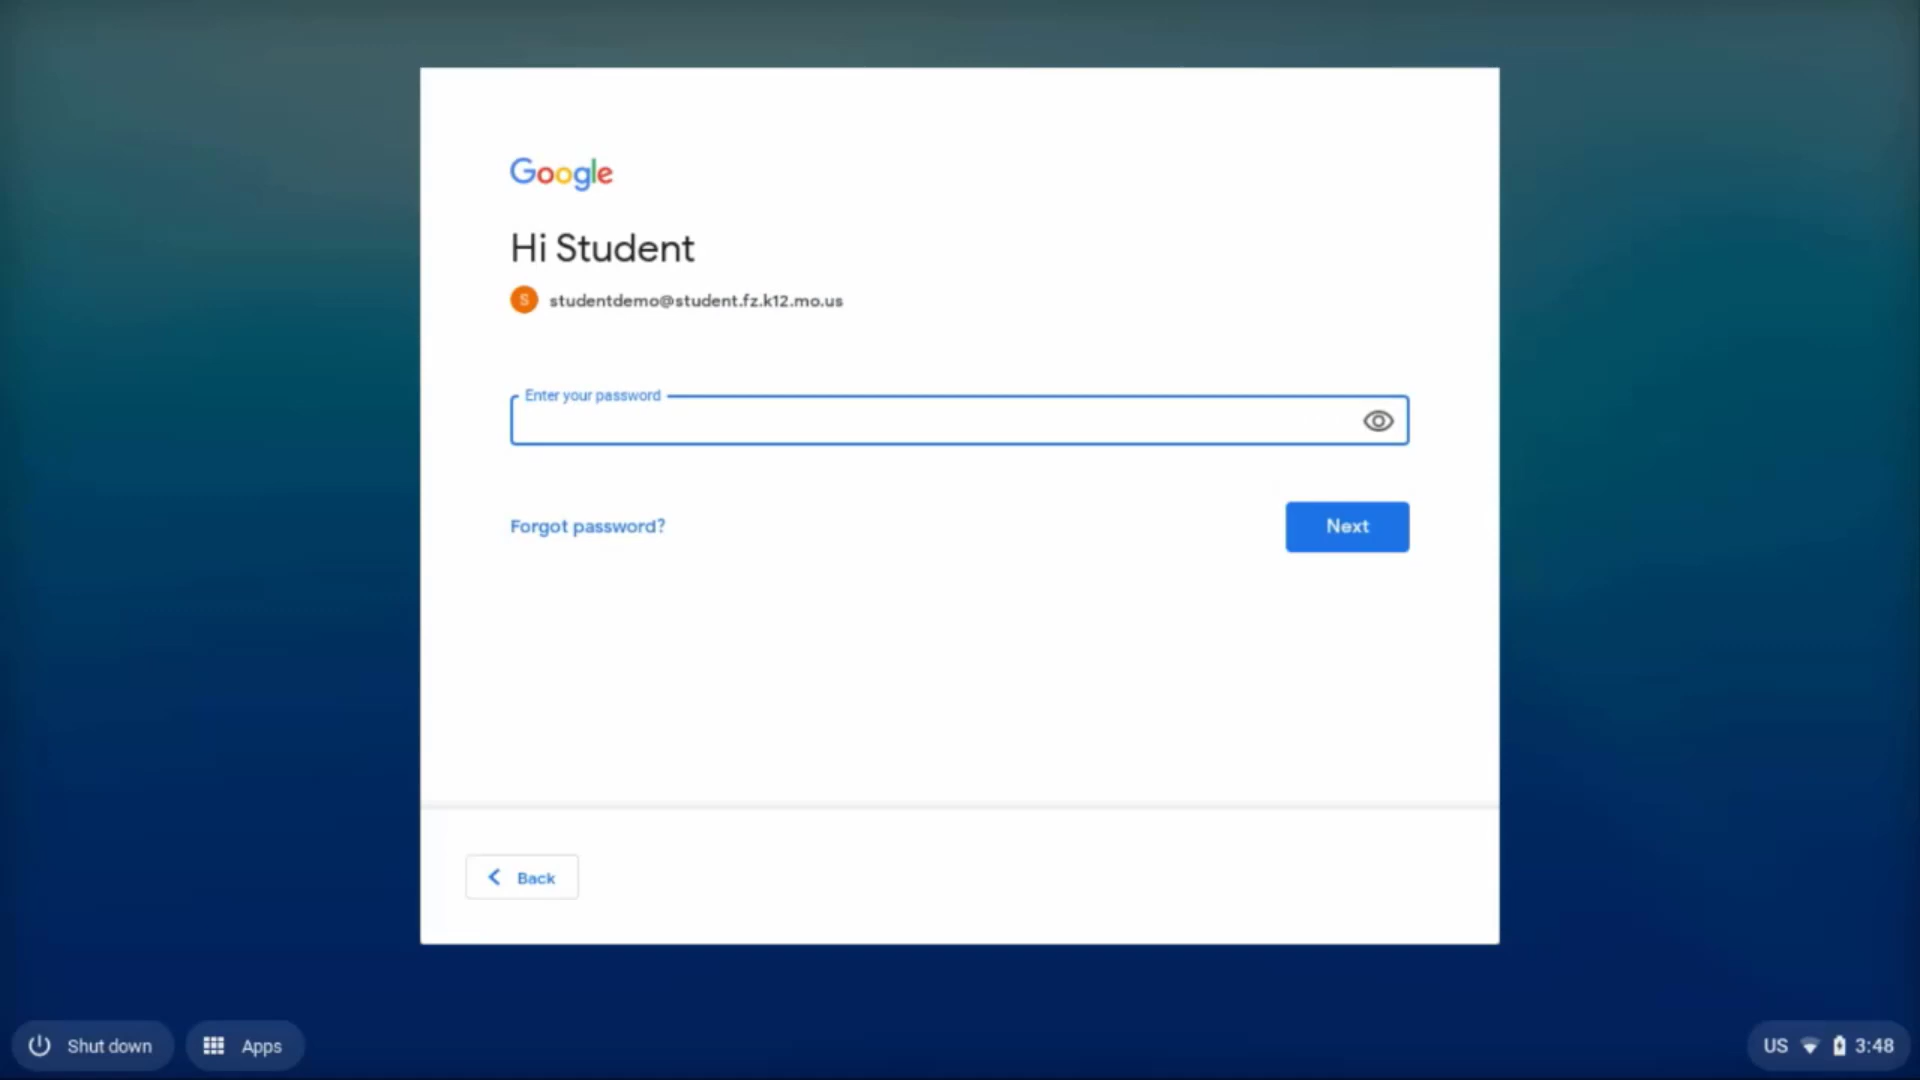 Google
Hi Student
S studentdemo@student.fz.k12.mo.us
Enter your password
Forgot password?
Next
Back
Shut down
Apps
US 3:48